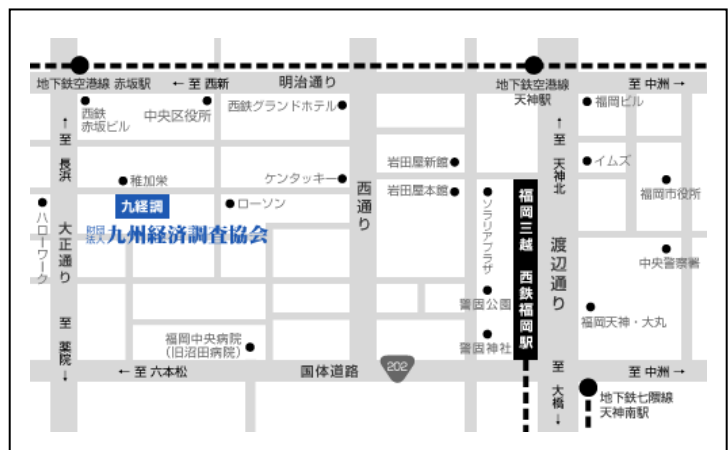 地下鉄空港線 赤坂駅
← 至 西新
明治通り
地下鉄空港線
天神駅
至 中洲 →
西鉄
赤坂ビル
中央区役所
西鉄グランドホテル
福岡ビル
← 至 長浜
← 至 天神北
岩田屋新館
イムズ
稚加栄
ケンタッキー
岩田屋本館
福岡市役所
九経調
ローソン
財団
法人
九州経済調査協会
ハローワーク
大正通り
西通り
ソラリアプラザ
福岡三越 西鉄福岡駅
渡辺通り
中央警察署
警固公園
福岡天神・大丸
至 薬院 →
福岡中央病院
(旧沼田病院)
警固神社
← 至 六本松
国体道路
202
至 大橋 →
至 中洲 →
地下鉄七隈線
天神南駅